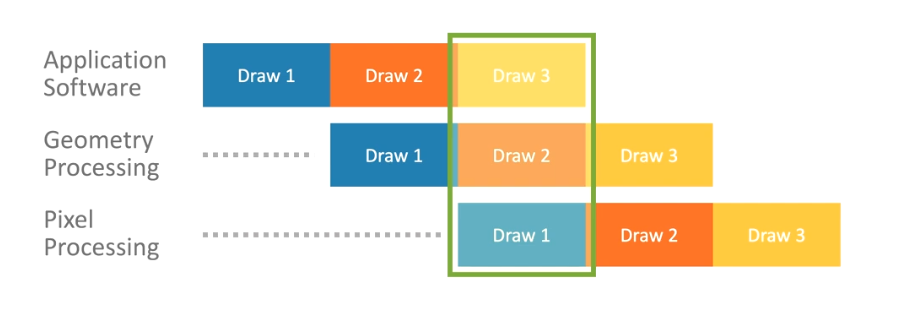 Application
Software
Draw 1
Draw 2
Draw 3
Geometry
Processing
Draw 1
Draw 2
Draw 3
Pixel
Processing
Draw 1
Draw 2
Draw 3